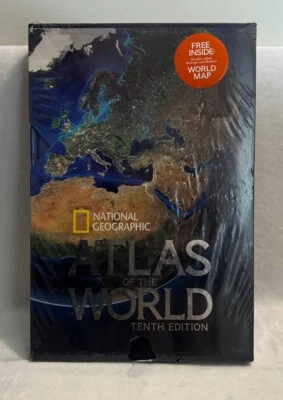 FREE
INSIDE:
WORLD
MAP
NATIONAL
GEOGRAPHIC
ATLAS
OF THE
WORLD
TENTH EDITION